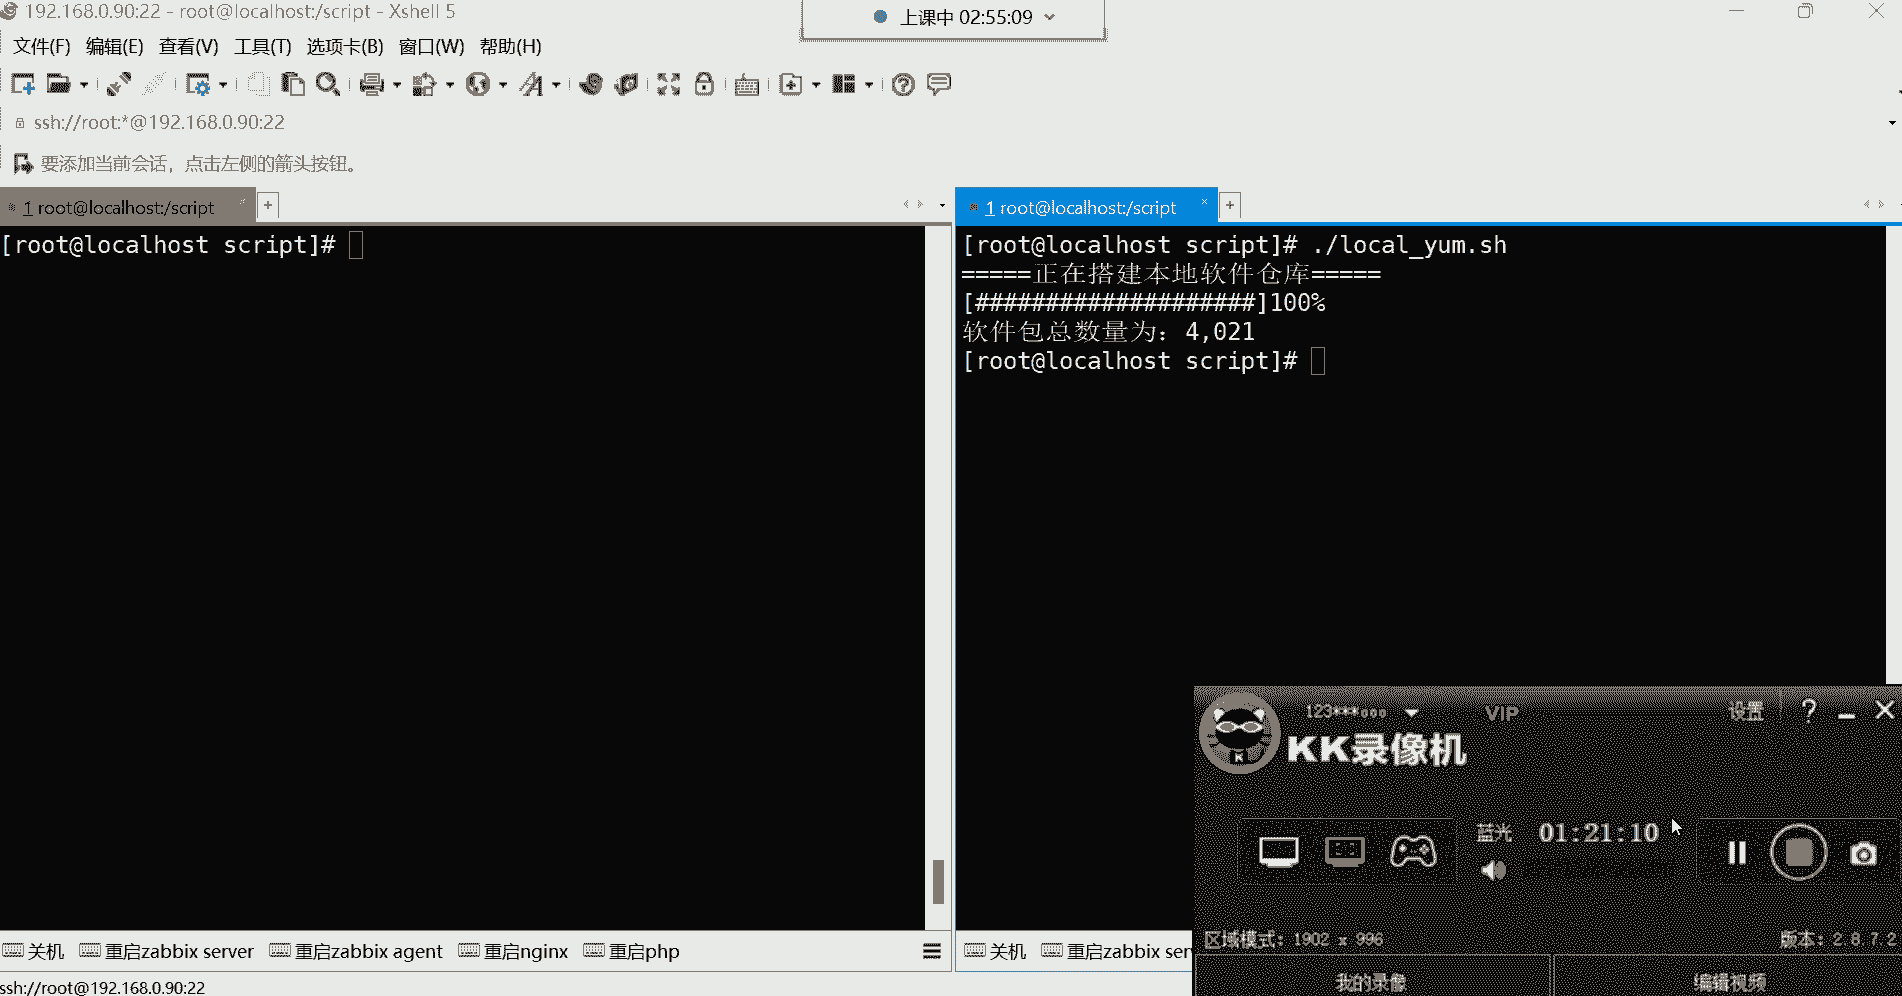 192.168.0.90:22 - root@localhost:/script - Xshell 5
上课中 02:55:09
文件(F) 编辑(E) 查看(V) 工具(T) 选项卡(B) 窗口(W) 帮助(H)
ssh://root:*@192.168.0.90:22
要添加当前会话，点击左侧的箭头按钮。
1 root@localhost:/script
[root@localhost script]#
1 root@localhost:/script
[root@localhost script]# ./local_yum.sh
=====正在搭建本地软件仓库=====
[####################]100%
软件包总数量为：4,021
[root@localhost script]#
123***ooo VIP 设置
KK录像机
蓝光 01:21:10
区域模式：1902 x 996 版本：2.8.7.2
我的录像 编辑视频
关机 重启zabbix server 重启zabbix agent 重启nginx 重启php
关机 重启zabbix ser
ssh://root@192.168.0.90:22